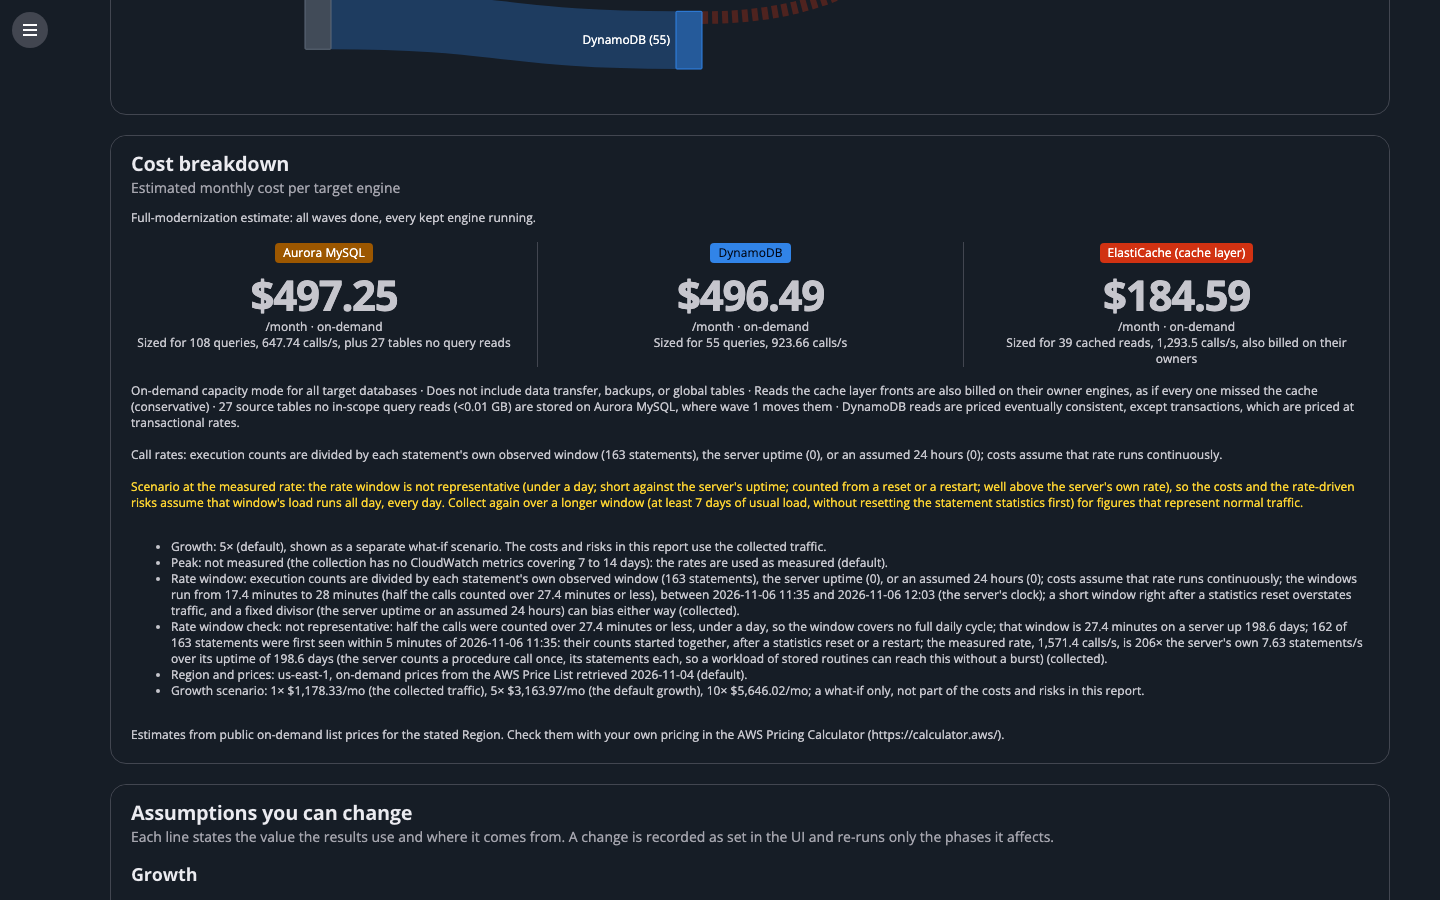 DynamoDB (55)
Cost breakdown
Estimated monthly cost per target engine
Full-modernization estimate: all waves done, every kept engine running.
Aurora MySQL
$497.25
/month · on-demand
Sized for 108 queries, 647.74 calls/s, plus 27 tables no query reads
DynamoDB
$496.49
/month · on-demand
Sized for 55 queries, 923.66 calls/s
ElastiCache (cache layer)
$184.59
/month · on-demand
Sized for 39 cached reads, 1,293.5 calls/s, also billed on their
owners
On-demand capacity mode for all target databases · Does not include data transfer, backups, or global tables · Reads the cache layer fronts are also billed on their owner engines, as if every one missed the cache
(conservative) · 27 source tables no in-scope query reads (<0.01 GB) are stored on Aurora MySQL, where wave 1 moves them · DynamoDB reads are priced eventually consistent, except transactions, which are priced at
transactional rates.
Call rates: execution counts are divided by each statement's own observed window (163 statements), the server uptime (0), or an assumed 24 hours (0); costs assume that rate runs continuously.
Scenario at the measured rate: the rate window is not representative (under a day; short against the server's uptime; counted from a reset or a restart; well above the server's own rate), so the costs and the rate-driven
risks assume that window's load runs all day, every day. Collect again over a longer window (at least 7 days of usual load, without resetting the statement statistics first) for figures that represent normal traffic.
• Growth: 5× (default), shown as a separate what-if scenario. The costs and risks in this report use the collected traffic.
• Peak: not measured (the collection has no CloudWatch metrics covering 7 to 14 days): the rates are used as measured (default).
• Rate window: execution counts are divided by each statement's own observed window (163 statements), the server uptime (0), or an assumed 24 hours (0); costs assume that rate runs continuously; the windows
run from 17.4 minutes to 28 minutes (half the calls counted over 27.4 minutes or less), between 2026-11-06 11:35 and 2026-11-06 12:03 (the server's clock); a short window right after a statistics reset overstates
traffic, and a fixed divisor (the server uptime or an assumed 24 hours) can bias either way (collected).
• Rate window check: not representative: half the calls were counted over 27.4 minutes or less, under a day, so the window covers no full daily cycle; that window is 27.4 minutes on a server up 198.6 days; 162 of
163 statements were first seen within 5 minutes of 2026-11-06 11:35: their counts started together, after a statistics reset or a restart; the measured rate, 1,571.4 calls/s, is 206× the server's own 7.63 statements/s
over its uptime of 198.6 days (the server counts a procedure call once, its statements each, so a workload of stored routines can reach this without a burst) (collected).
• Region and prices: us-east-1, on-demand prices from the AWS Price List retrieved 2026-11-04 (default).
• Growth scenario: 1× $1,178.33/mo (the collected traffic), 5× $3,163.97/mo (the default growth), 10× $5,646.02/mo; a what-if only, not part of the costs and risks in this report.
Estimates from public on-demand list prices for the stated Region. Check them with your own pricing in the AWS Pricing Calculator (https://calculator.aws/).
Assumptions you can change
Each line states the value the results use and where it comes from. A change is recorded as set in the UI and re-runs only the phases it affects.
Growth